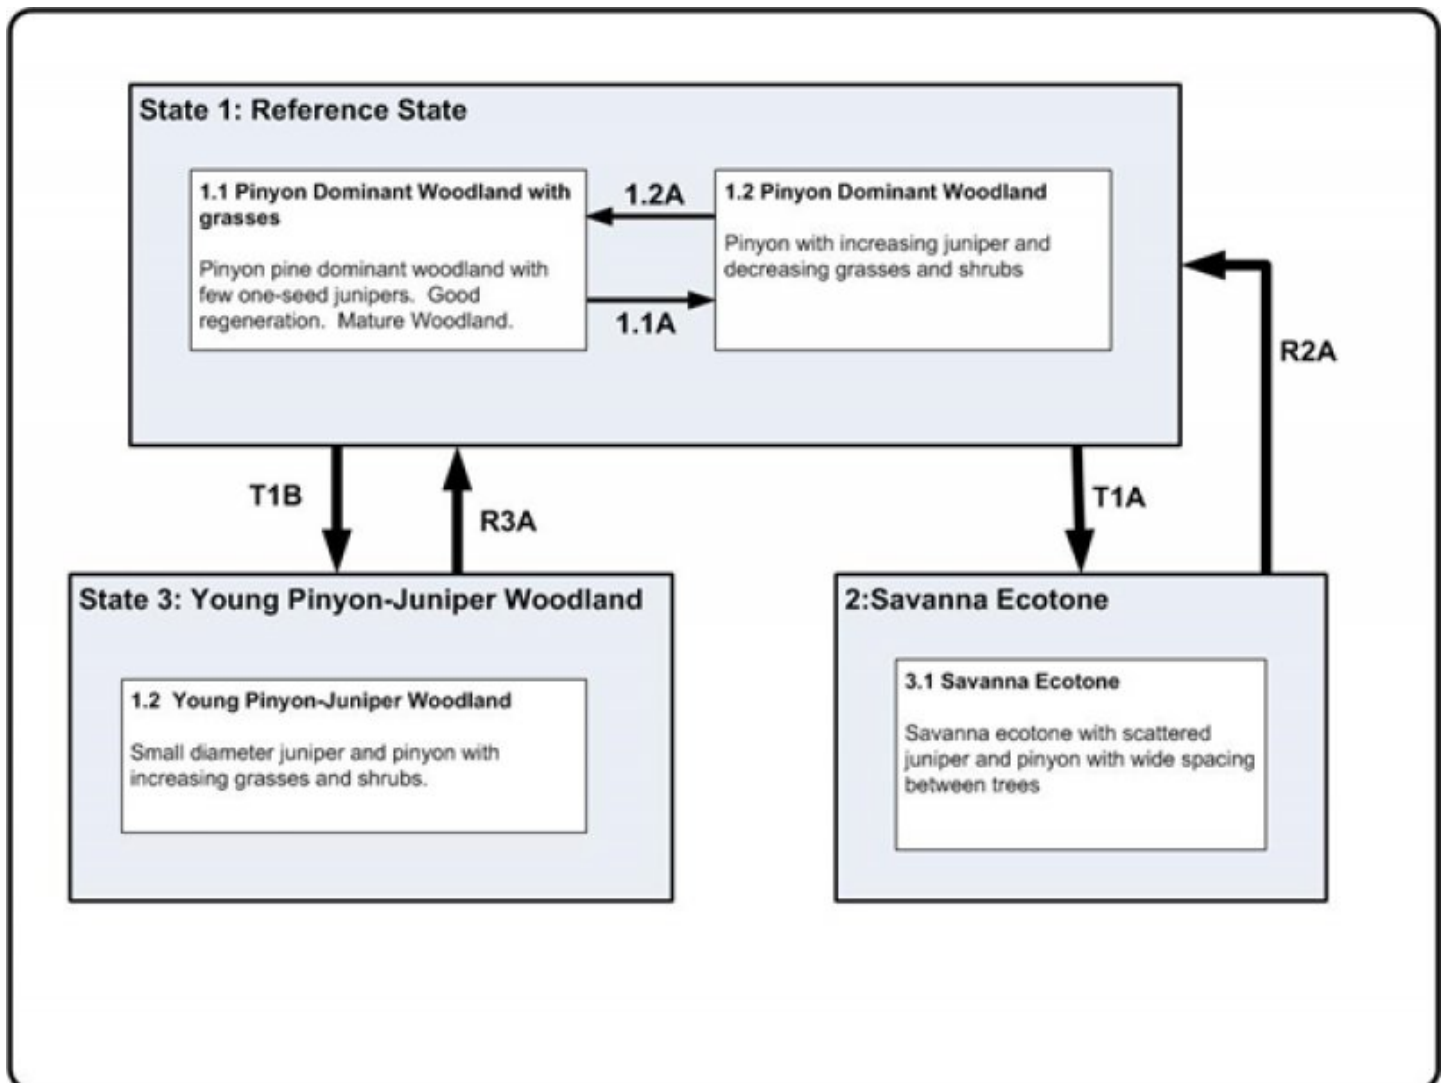 State 1: Reference State
1.1 Pinyon Dominant Woodland with
grasses
Pinyon pine dominant woodland with
few one-seed junipers.  Good
regeneration.  Mature Woodland.
1.2A
1.1A
1.2 Pinyon Dominant Woodland
Pinyon with increasing juniper and
decreasing grasses and shrubs
R2A
T1B
R3A
T1A
State 3: Young Pinyon-Juniper Woodland
1.2  Young Pinyon-Juniper Woodland
Small diameter juniper and pinyon with
increasing grasses and shrubs.
2:Savanna Ecotone
3.1 Savanna Ecotone
Savanna ecotone with scattered
juniper and pinyon with wide spacing
between trees